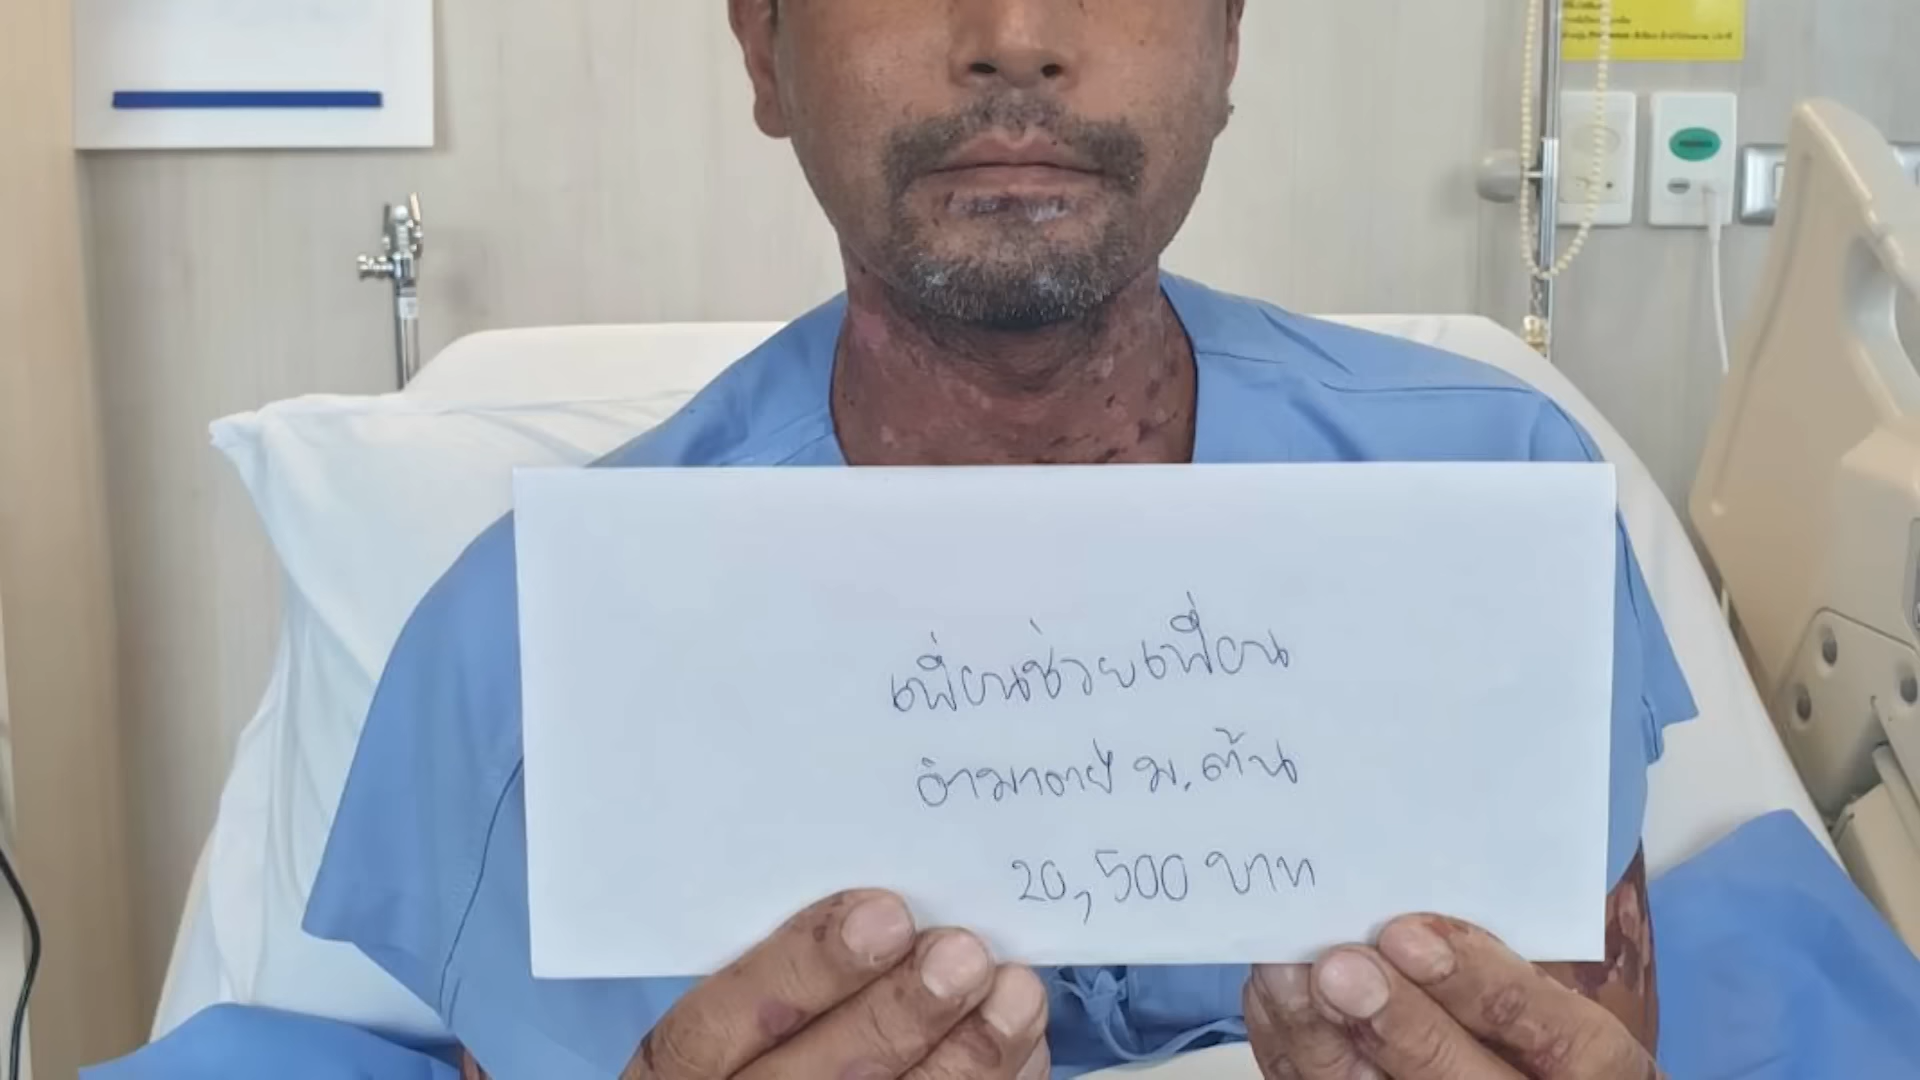 เพื่อนช่วยเพื่อน
อำมาตย์ ม.ต้น
20,500 บาท